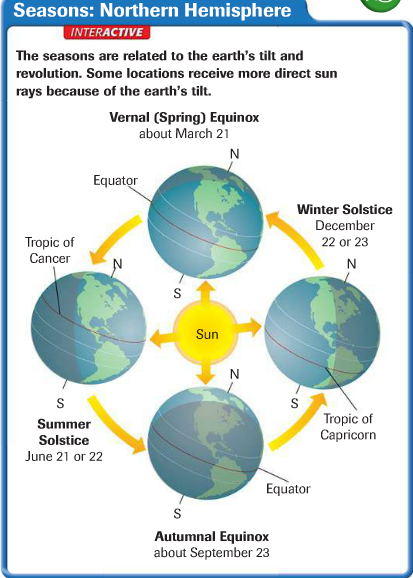 Seasons: Northern Hemisphere
INTERACTIVE
The seasons are related to the earth's tilt and
revolution. Some locations receive more direct sun
rays because of the earth's tilt.
Vernal (Spring) Equinox
about March 21
N
Equator
S
Winter Solstice
December
22 or 23
N
Tropic of
Cancer
N
Sun
S
Summer
Solstice
June 21 or 22
S
Tropic of
Capricorn
N
Equator
S
Autumnal Equinox
about September 23